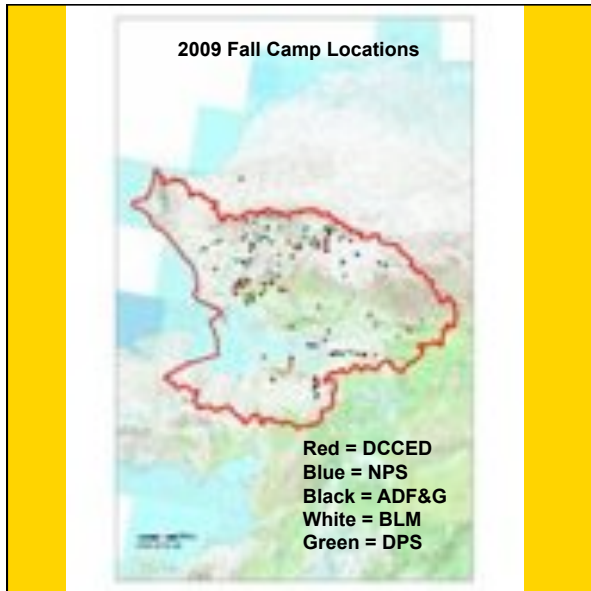 2009 Fall Camp Locations
Red = DCCED
Blue = NPS
Black = ADF&G
White = BLM
Green = DPS